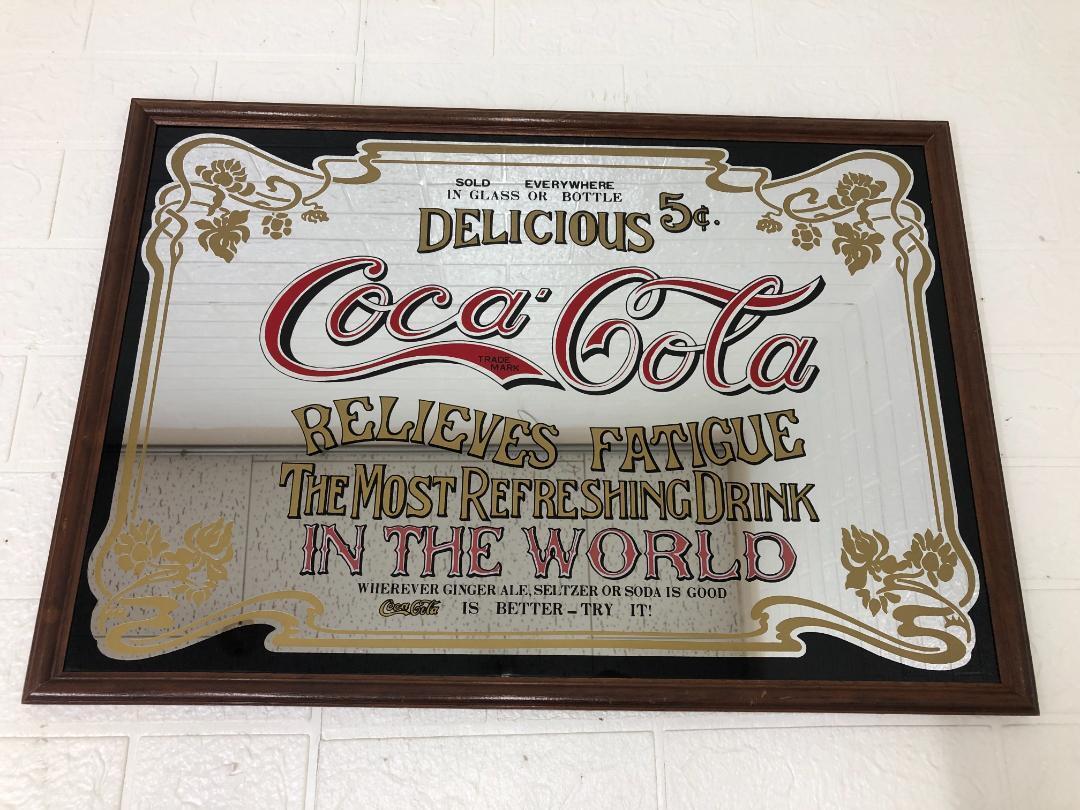 SOLD EVERYWHERE
IN GLASS OR BOTTLE
DELICIOUS 5¢.
Coca-Cola
TRADE
MARK
RELIEVES FATIGUE
THE MOST REFRESHING DRINK
IN THE WORLD
WHEREVER GINGER ALE, SELTZER OR SODA IS GOOD
Coca-Cola IS BETTER - TRY IT!